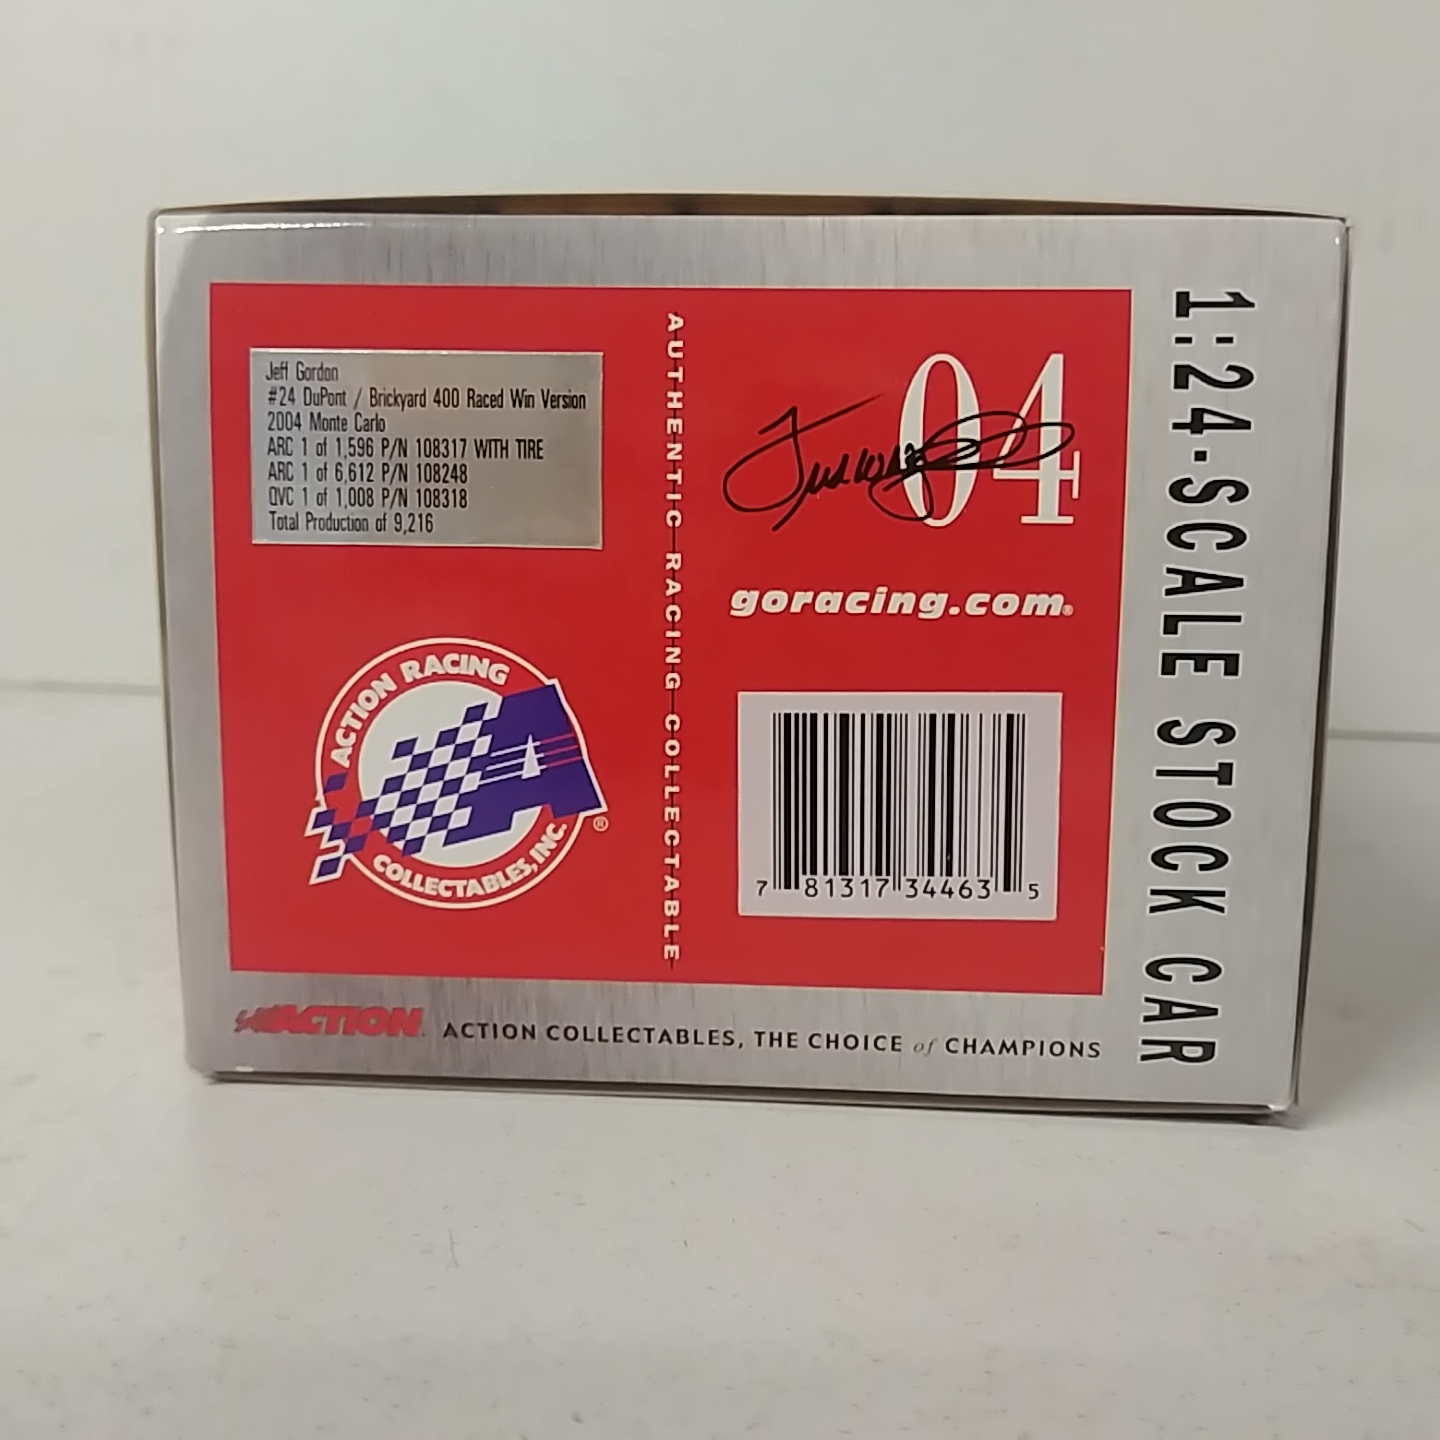 Jeff Gordon
#24 DuPont / Brickyard 400 Raced Win Version
2004 Monte Carlo
ARC 1 of 1,596 P/N 108317 WITH TIRE
ARC 1 of 6,612 P/N 108248
QVC 1 of 1,008 P/N 108318
Total Production of 9,216
ACTION RACING
COLLECTABLES, INC.
®
AUTHENTIC RACING COLLECTABLE
04
goracing.com®
7 81317 34463 5
1:24-SCALE STOCK CAR
ACTION
ACTION COLLECTABLES, THE CHOICE of CHAMPIONS